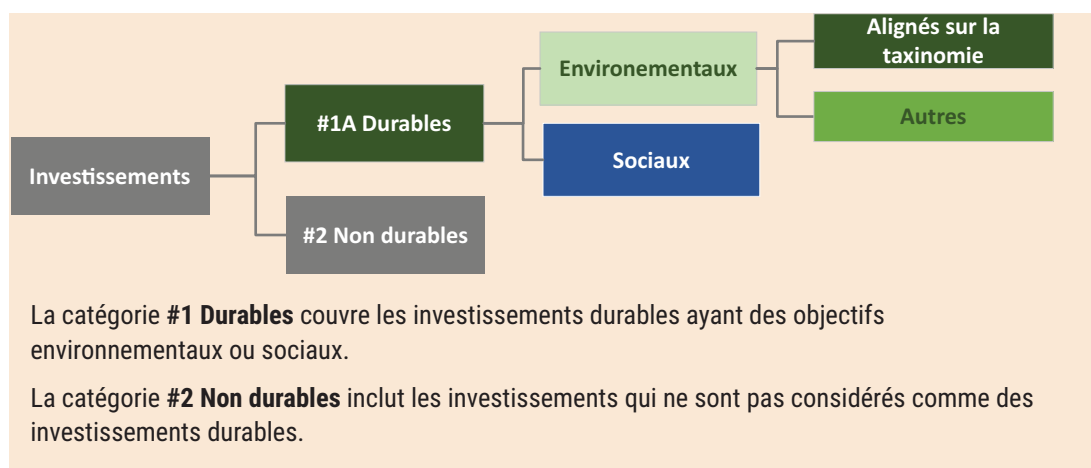 Alignés sur la
taxinomie
Environementaux
#1A Durables
Autres
Sociaux
Investissements
#2 Non durables
La catégorie #1 Durables couvre les investissements durables ayant des objectifs
environnementaux ou sociaux.
La catégorie #2 Non durables inclut les investissements qui ne sont pas considérés comme des
investissements durables.